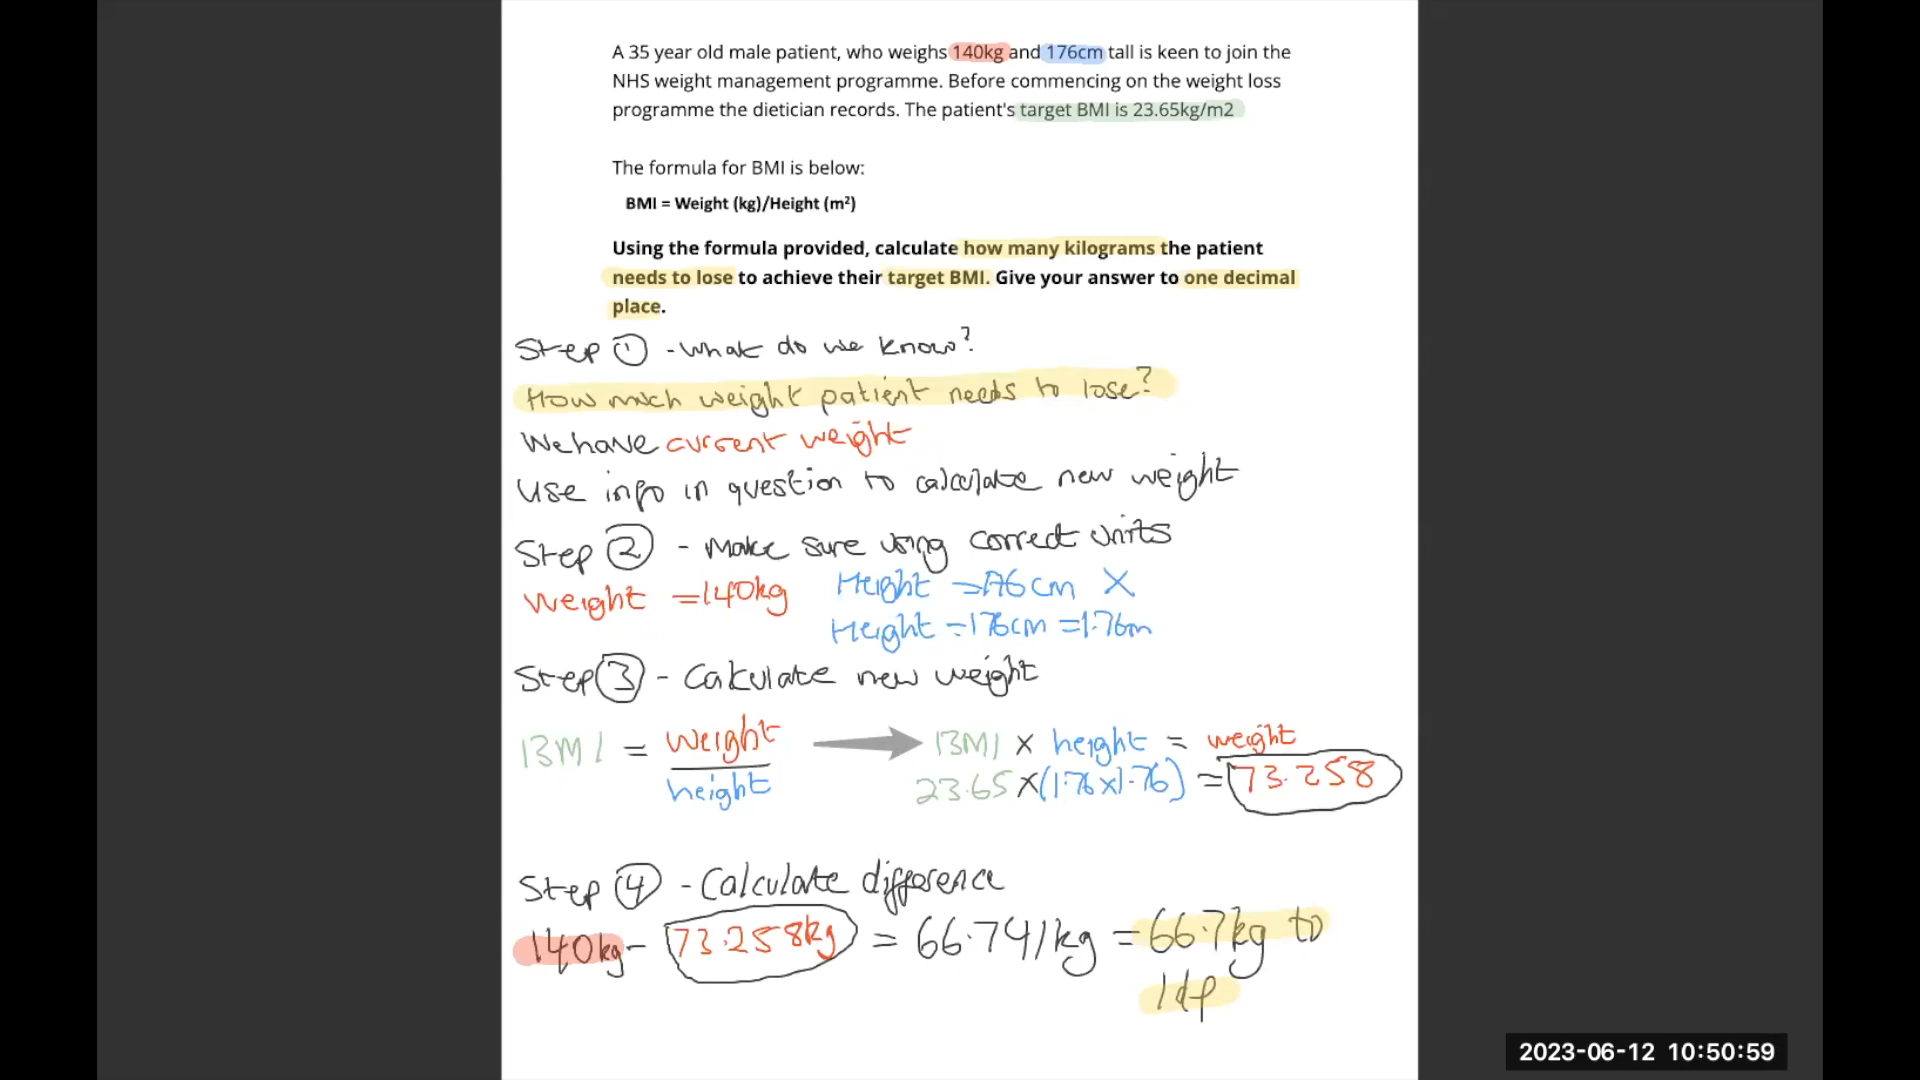 A 35 year old male patient, who weighs 140kg and 176cm tall is keen to join the
NHS weight management programme. Before commencing on the weight loss
programme the dietician records. The patient's target BMI is 23.65kg/m2
The formula for BMI is below:
BMI = Weight (kg)/Height (m²)
Using the formula provided, calculate how many kilograms the patient
needs to lose to achieve their target BMI. Give your answer to one decimal
place.
Step ① - what do we know?
How much weight patient needs to lose?
We have current weight
Use info in question to calculate new weight
Step ② - Make sure using correct units
Weight = 140kg Height = 176cm X
Height = 176cm = 1.76m
Step ③ - Calculate new weight
BMI = weight / height → BMI x height = weight
23.65 x (1.76 x 1.76) = 73.258
Step ④ - Calculate difference
140kg - 73.258kg = 66.741kg = 66.7kg to
1dp
2023-06-12 10:50:59